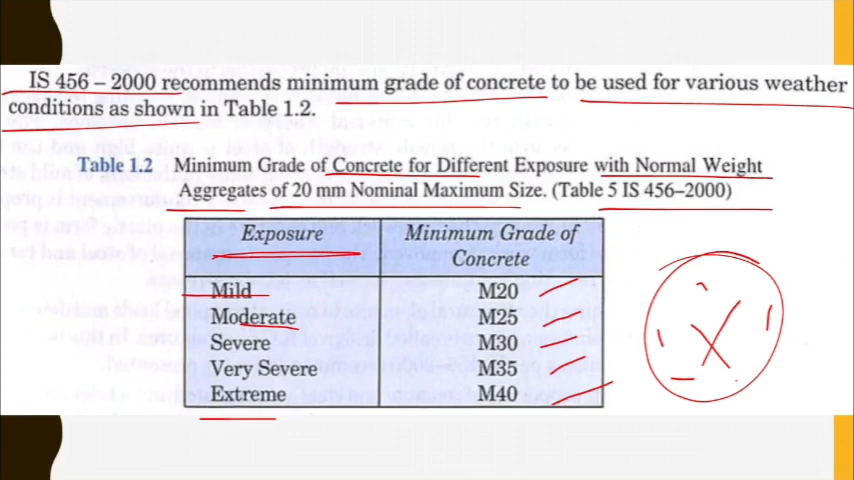 IS 456 – 2000 recommends minimum grade of concrete to be used for various weather
conditions as shown in Table 1.2.
Table 1.2 Minimum Grade of Concrete for Different Exposure with Normal Weight
Aggregates of 20 mm Nominal Maximum Size. (Table 5 IS 456–2000)
Exposure Minimum Grade of
Concrete
Mild M20
Moderate M25
Severe M30
Very Severe M35
Extreme M40